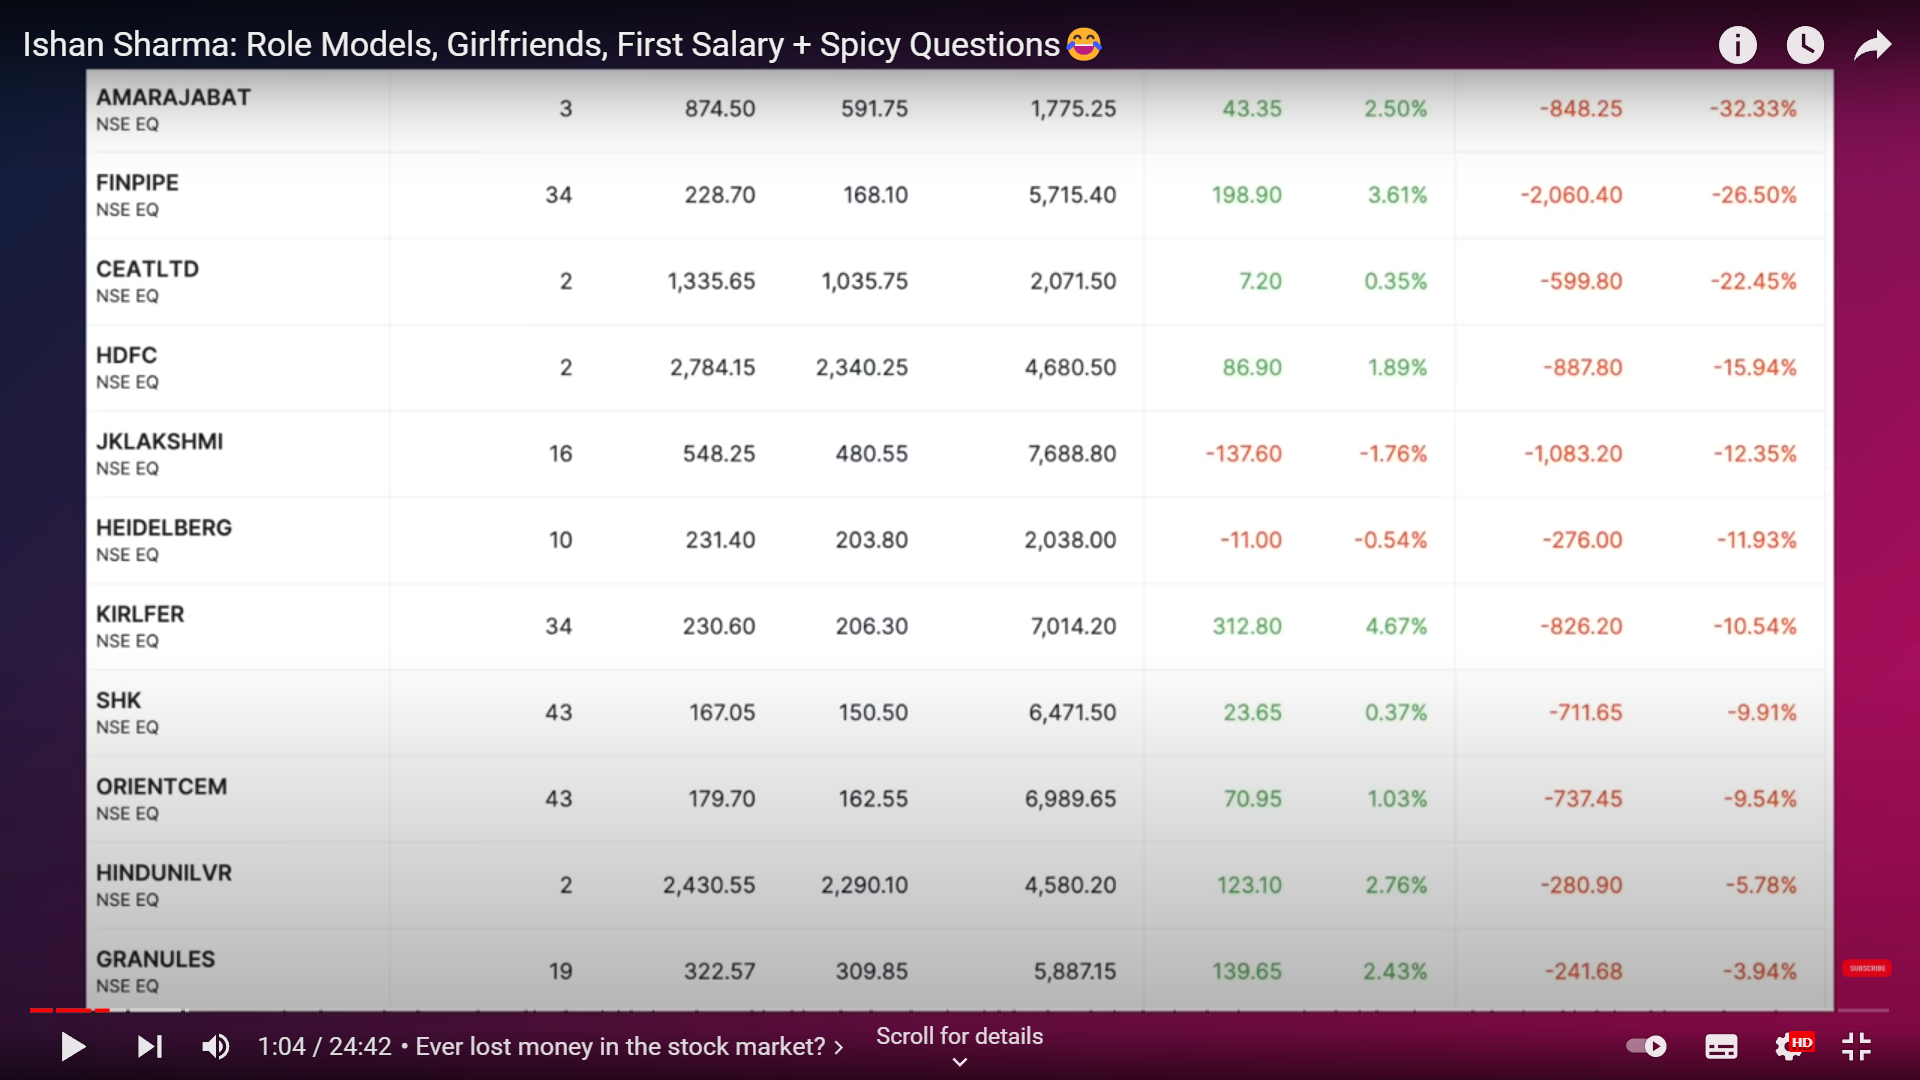 Ishan Sharma: Role Models, Girlfriends, First Salary + Spicy Questions😂
AMARAJABAT 3 874.50 591.75 1,775.25 43.35 2.50% -848.25 -32.33%
NSE EQ
FINPIPE 34 228.70 168.10 5,715.40 198.90 3.61% -2,060.40 -26.50%
NSE EQ
CEATLTD 2 1,335.65 1,035.75 2,071.50 7.20 0.35% -599.80 -22.45%
NSE EQ
HDFC 2 2,784.15 2,340.25 4,680.50 86.90 1.89% -887.80 -15.94%
NSE EQ
JKLAKSHMI 16 548.25 480.55 7,688.80 -137.60 -1.76% -1,083.20 -12.35%
NSE EQ
HEIDELBERG 10 231.40 203.80 2,038.00 -11.00 -0.54% -276.00 -11.93%
NSE EQ
KIRLFER 34 230.60 206.30 7,014.20 312.80 4.67% -826.20 -10.54%
NSE EQ
SHK 43 167.05 150.50 6,471.50 23.65 0.37% -711.65 -9.91%
NSE EQ
ORIENTCEM 43 179.70 162.55 6,989.65 70.95 1.03% -737.45 -9.54%
NSE EQ
HINDUNILVR 2 2,430.55 2,290.10 4,580.20 123.10 2.76% -280.90 -5.78%
NSE EQ
GRANULES 19 322.57 309.85 5,887.15 139.65 2.43% -241.68 -3.94%
NSE EQ
SUBSCRIBE
1:04 / 24:42 • Ever lost money in the stock market? ›
Scroll for details
HD